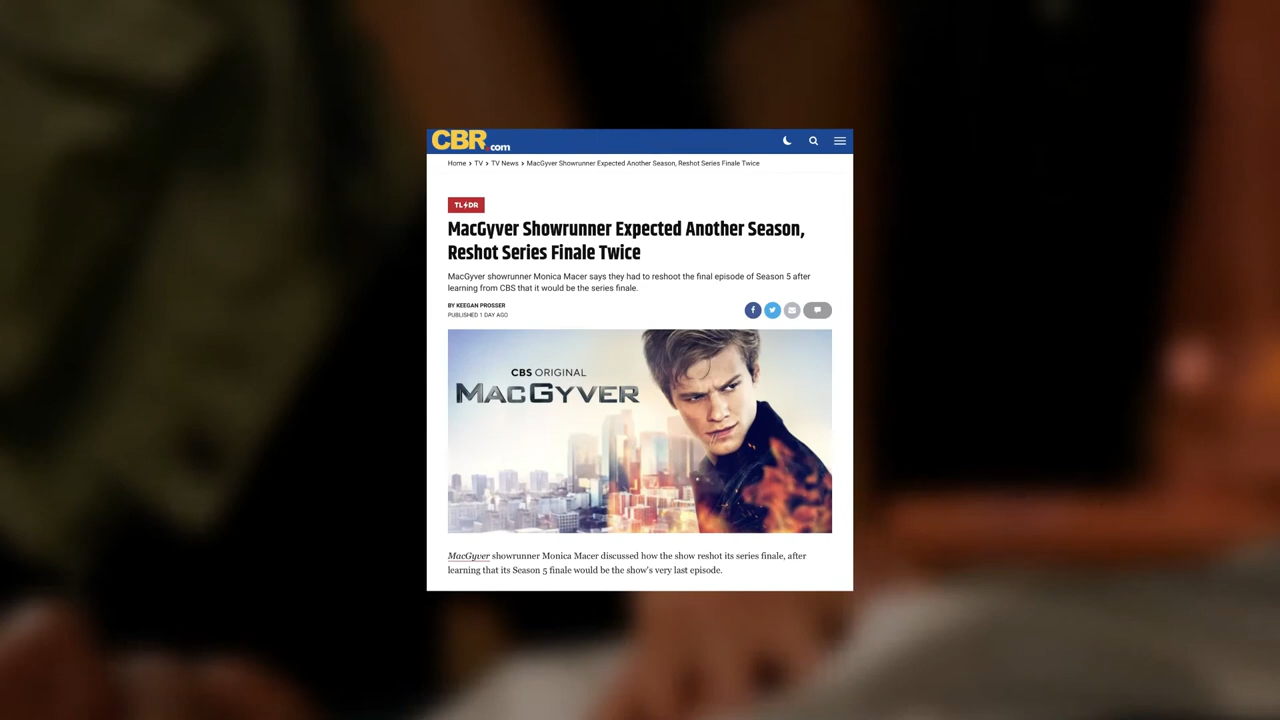 CBR.com
Home > TV > TV News > MacGyver Showrunner Expected Another Season, Reshot Series Finale Twice
TL DR
MacGyver Showrunner Expected Another Season,
Reshot Series Finale Twice
MacGyver showrunner Monica Macer says they had to reshoot the final episode of Season 5 after
learning from CBS that it would be the series finale.
BY KEEGAN PROSSER
PUBLISHED 1 DAY AGO
CBS ORIGINAL
MACGYVER
MacGyver showrunner Monica Macer discussed how the show reshot its series finale, after
learning that its Season 5 finale would be the show's very last episode.